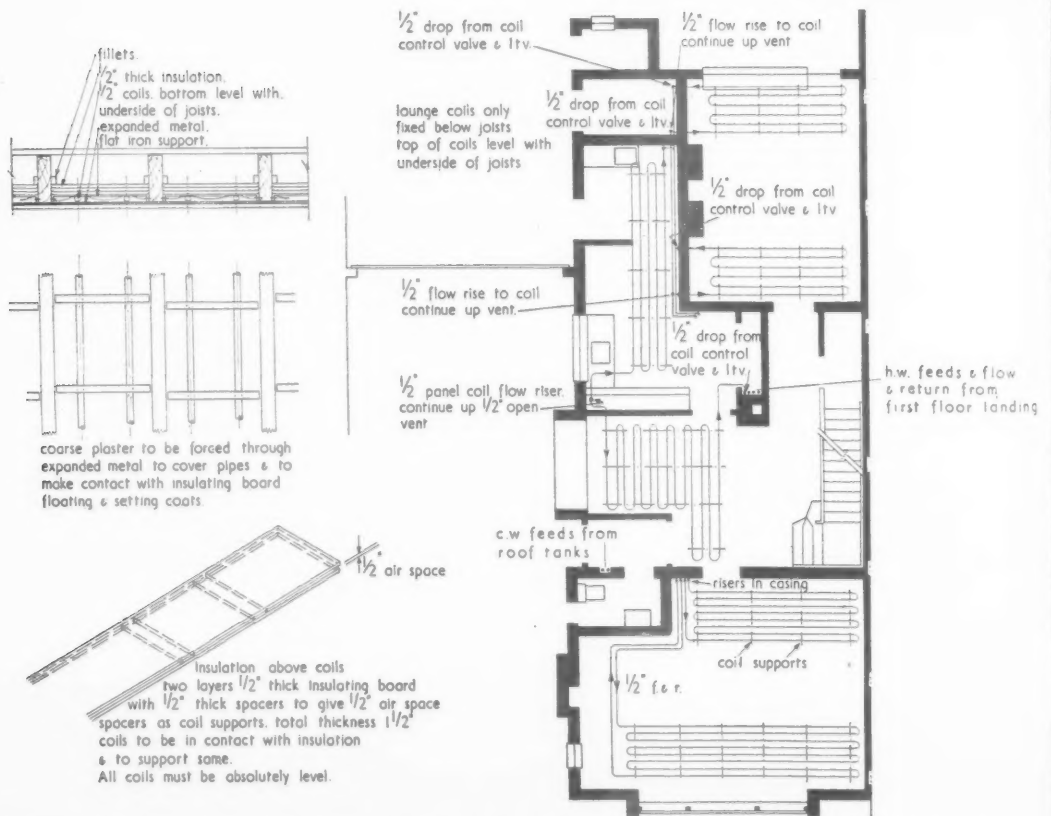 fillets.
1/2" thick insulation.
1/2" coils. bottom level with.
underside of joists.
expanded metal.
flat iron support.
coarse plaster to be forced through
expanded metal to cover pipes & to
make contact with insulating board
floating & setting coats.
1/2" air space
Insulation above coils
two layers 1/2" thick insulating board
with 1/2" thick spacers to give 1/2" air space
spacers as coil supports. total thickness 1 1/2"
coils to be in contact with insulation
& to support same.
All coils must be absolutely level.
1/2" drop from coil
control valve & ltv.
1/2" flow rise to coil
continue up vent
lounge coils only
fixed below joists
top of coils level with
underside of joists
1/2" drop from coil
control valve & ltv.
1/2" drop from coil
control valve & ltv
1/2" flow rise to coil
continue up vent.
1/2" drop from
coil control
valve & ltv
1/2" panel coil flow riser.
continue up 1/2" open
vent
h.w. feeds & flow
& return from
first floor landing
c.w feeds from
roof tanks
risers in casing
coil supports
1/2" f. & r.